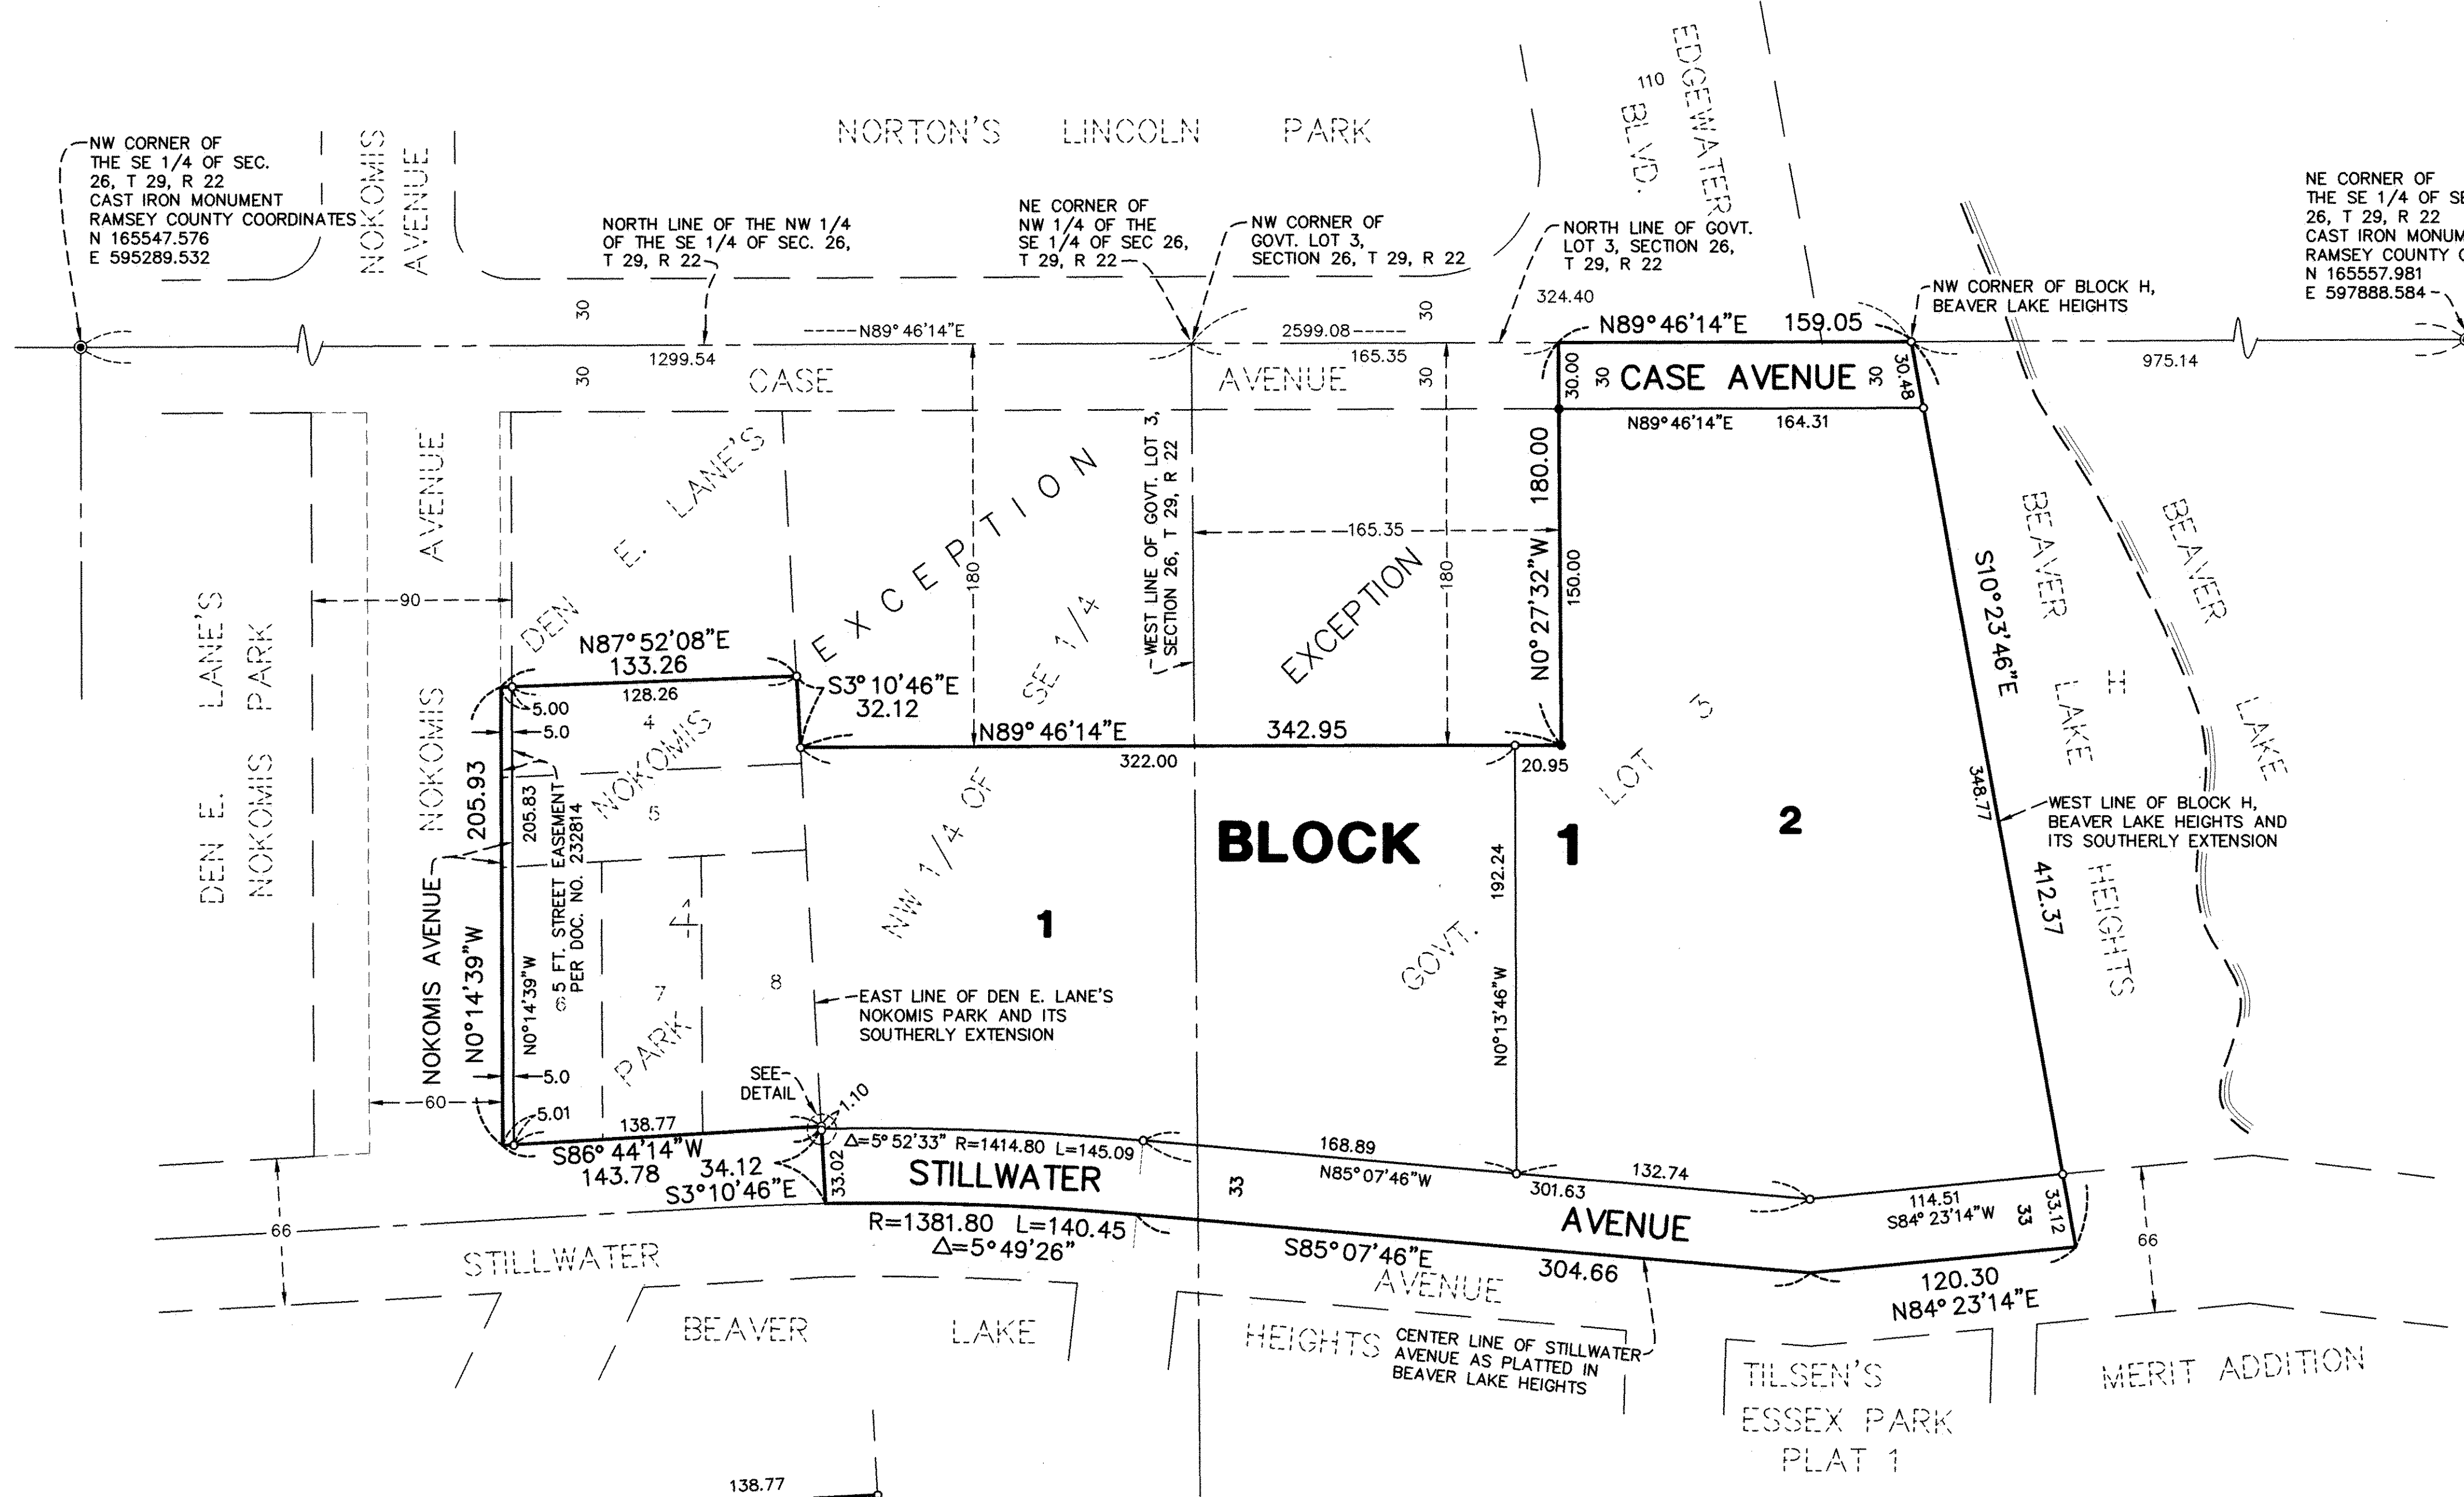 NORTON'S LINCOLN PARK
EDGEWATER
BLVD.
110
NOKOMIS
AVENUE
NW CORNER OF
THE SE 1/4 OF SEC.
26, T 29, R 22
CAST IRON MONUMENT
RAMSEY COUNTY COORDINATES
N 165547.576
E 595289.532
NORTH LINE OF THE NW 1/4
OF THE SE 1/4 OF SEC. 26,
T 29, R 22
NE CORNER OF
NW 1/4 OF THE
SE 1/4 OF SEC 26,
T 29, R 22
NW CORNER OF
GOVT. LOT 3,
SECTION 26, T 29, R 22
NORTH LINE OF GOVT.
LOT 3, SECTION 26,
T 29, R 22
NW CORNER OF BLOCK H,
BEAVER LAKE HEIGHTS
NE CORNER OF
THE SE 1/4 OF SE
26, T 29, R 22
CAST IRON MONUM
RAMSEY COUNTY C
N 165557.981
E 597888.584
30
30
324.40
N89°46'14"E
2599.08
N89°46'14"E 159.05
1299.54
165.35
975.14
30
CASE AVENUE
30
30.00
30
CASE AVENUE
30
30.48
N89°46'14"E 164.31
AVENUE
DEN E. LANE'S
EXCEPTION
WEST LINE OF GOVT. LOT 3,
SECTION 26, T 29, R 22
180
165.35
180
180.00
N0°27'32"W
150.00
EXCEPTION
SE 1/4
S10°23'46"E
BEAVER LAKE HEIGHTS
H
BEAVER LAKE
90
DEN E. LANE'S
NOKOMIS PARK
NOKOMIS
N87°52'08"E
133.26
128.26
S3°10'46"E
32.12
5.00
5.0
4
NOKOMIS
N89°46'14"E 342.95
322.00
20.95
LOT
205.93
205.83
5 FT. STREET EASEMENT
PER DOC. NO. 232814
NW 1/4 OF
BLOCK 1
2
348.77
WEST LINE OF BLOCK H,
BEAVER LAKE HEIGHTS AND
ITS SOUTHERLY EXTENSION
412.37
192.24
NOKOMIS AVENUE
4
1
GOVT.
N0°14'39"W
N0°14'39"W
7
8
EAST LINE OF DEN E. LANE'S
NOKOMIS PARK AND ITS
SOUTHERLY EXTENSION
N0°13'46"W
PARK
5.0
SEE
DETAIL
1.10
60
5.01
138.77
S86°44'14"W
143.78
34.12
S3°10'46"E
33.02
Δ=5°52'33" R=1414.80 L=145.09
168.89
N85°07'46"W
STILLWATER
33
301.63
132.74
114.51
S84°23'14"W
33
33.12
AVENUE
66
66
STILLWATER
R=1381.80 L=140.45
Δ=5°49'26"
S85°07'46"E
304.66
120.30
N84°23'14"E
AVENUE
BEAVER LAKE HEIGHTS
CENTER LINE OF STILLWATER
AVENUE AS PLATTED IN
BEAVER LAKE HEIGHTS
TILSEN'S
ESSEX PARK
PLAT 1
MERIT ADDITION
138.77